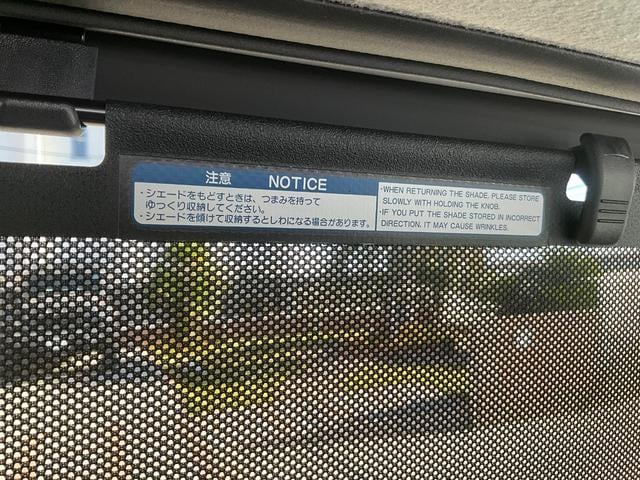 注意 NOTICE
・シェードをもどすときは、つまみを持って
ゆっくり収納してください。
・シェードを傾けて収納するとしわになる場合があります。
・WHEN RETURNING THE SHADE. PLEASE STORE
SLOWLY WITH HOLDING THE KNOB.
・IF YOU PUT THE SHADE STORED IN INCORRECT
DIRECTION. IT MAY CAUSE WRINKLES.